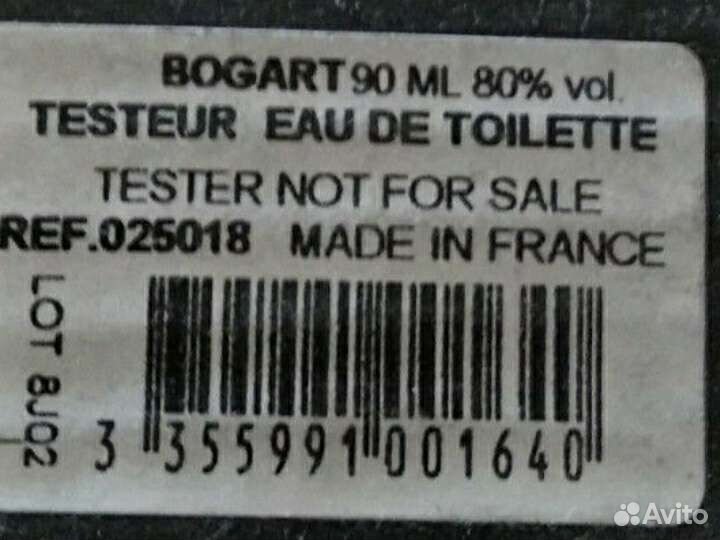 BOGART 90 ML 80% vol.
TESTEUR EAU DE TOILETTE
TESTER NOT FOR SALE
REF.025018 MADE IN FRANCE
LOT 8J02
3 355991 001640
Avito